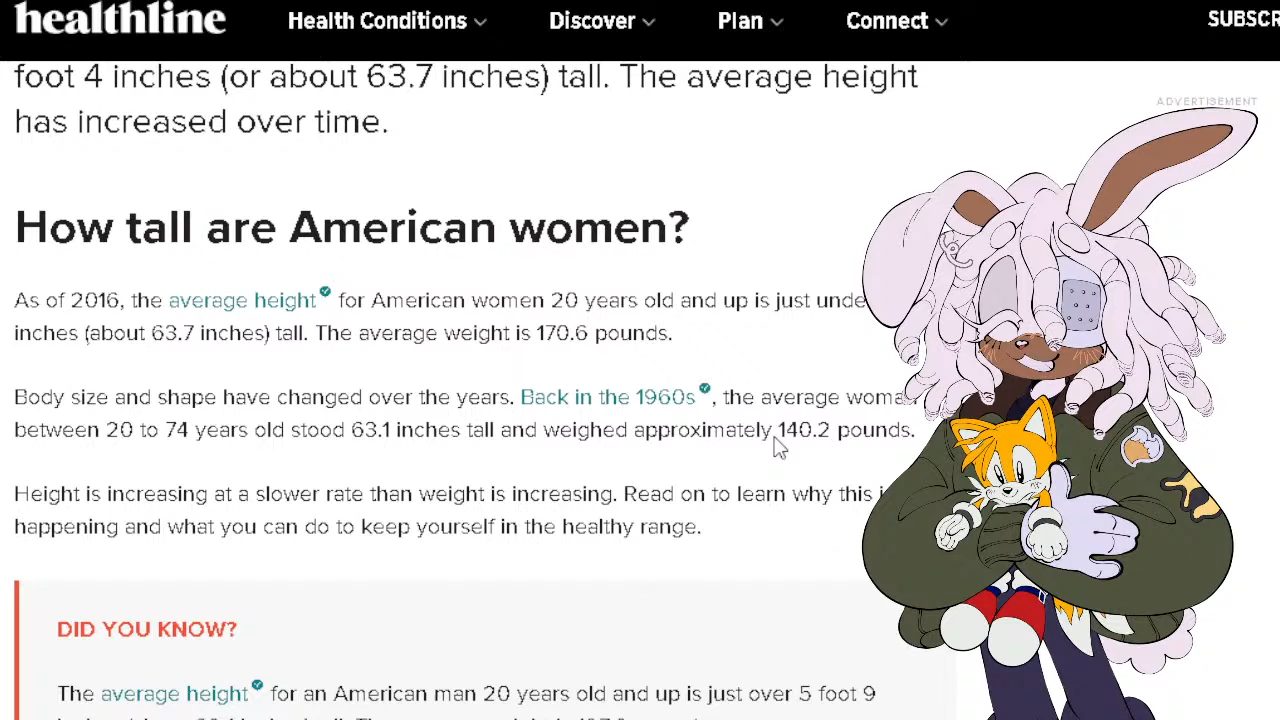 healthline Health Conditions Discover Plan Connect SUBSCR
foot 4 inches (or about 63.7 inches) tall. The average height
has increased over time.
ADVERTISEMENT
How tall are American women?
As of 2016, the average height for American women 20 years old and up is just unde
inches (about 63.7 inches) tall. The average weight is 170.6 pounds.
Body size and shape have changed over the years. Back in the 1960s, the average woma
between 20 to 74 years old stood 63.1 inches tall and weighed approximately 140.2 pounds.
Height is increasing at a slower rate than weight is increasing. Read on to learn why this i
happening and what you can do to keep yourself in the healthy range.
DID YOU KNOW?
The average height for an American man 20 years old and up is just over 5 foot 9